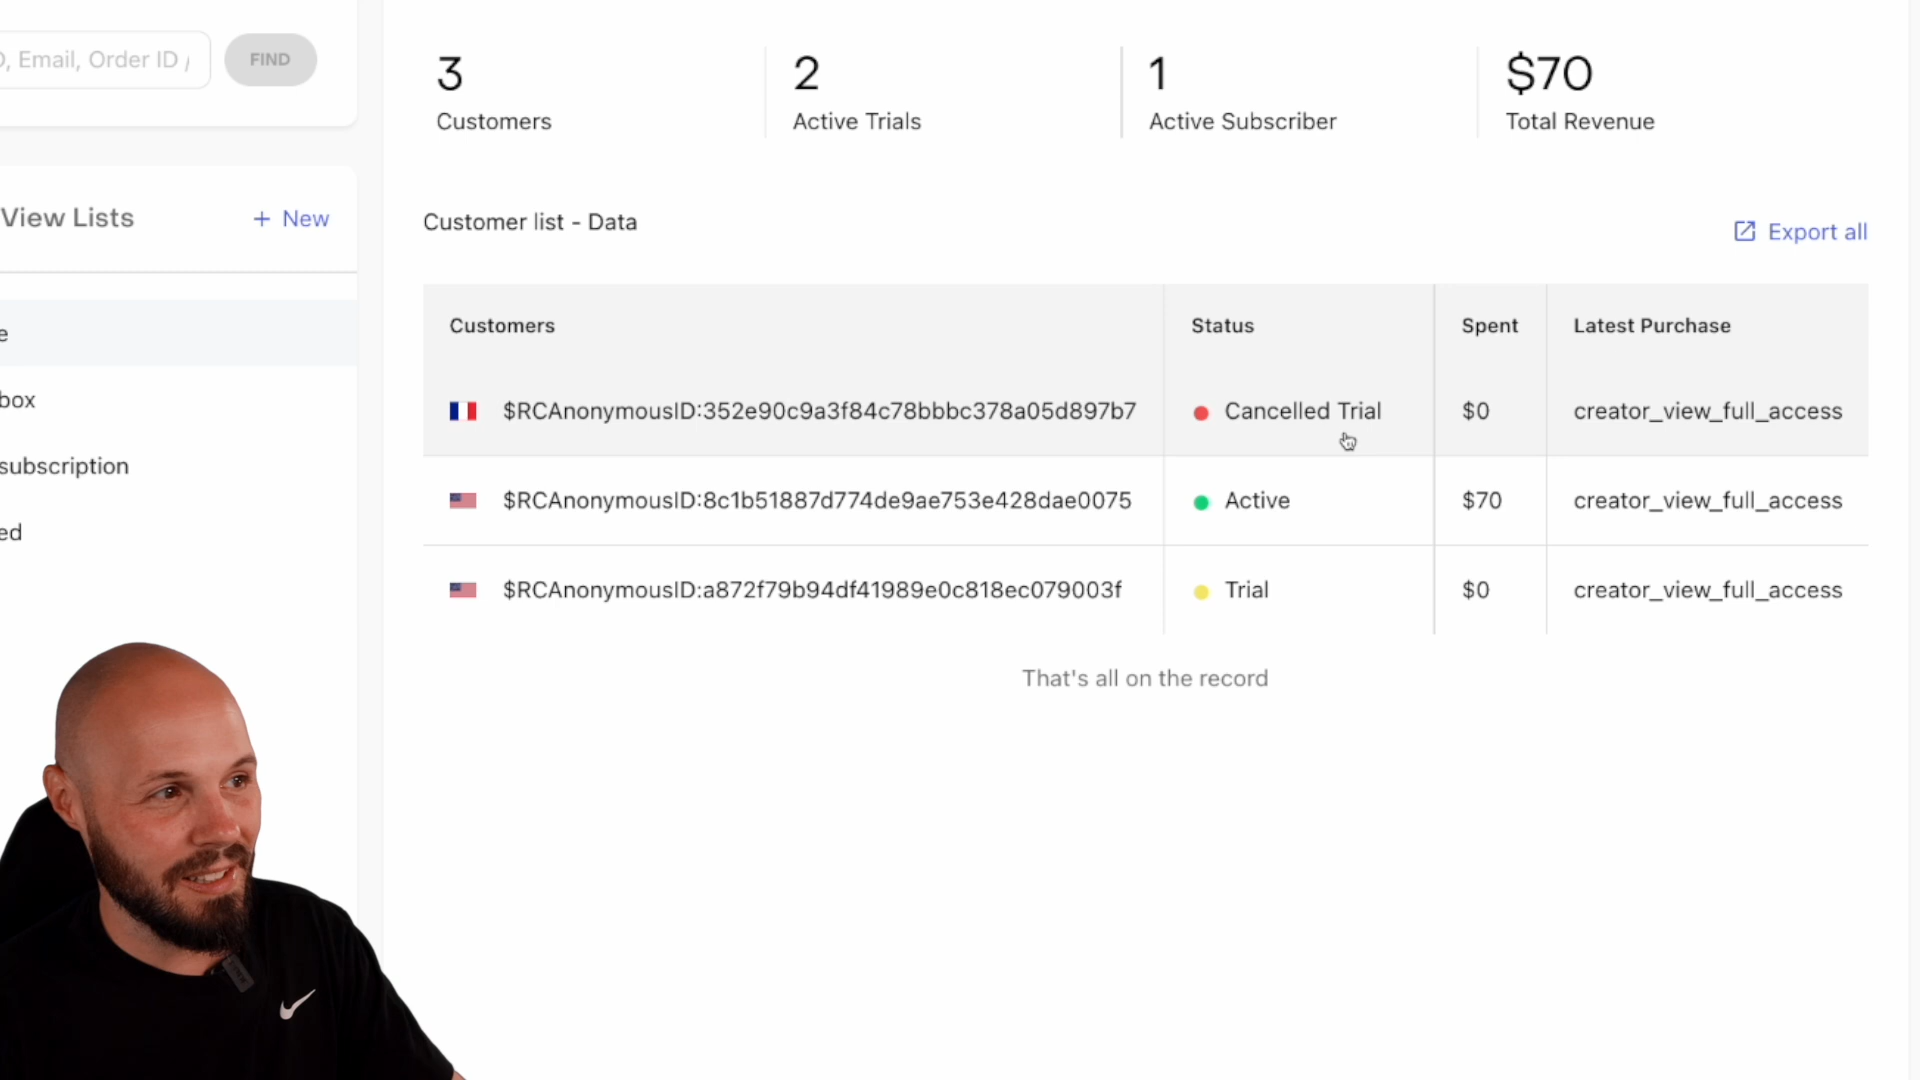 , Email, Order ID /
FIND
3
Customers
2
Active Trials
1
Active Subscriber
$70
Total Revenue
View Lists
+ New
Customer list - Data
Export all
Customers Status Spent Latest Purchase
$RCAnonymousID:352e90c9a3f84c78bbbc378a05d897b7 Cancelled Trial $0 creator_view_full_access
$RCAnonymousID:8c1b51887d774de9ae753e428dae0075 Active $70 creator_view_full_access
$RCAnonymousID:a872f79b94df41989e0c818ec079003f Trial $0 creator_view_full_access
e
box
subscription
ed
That's all on the record